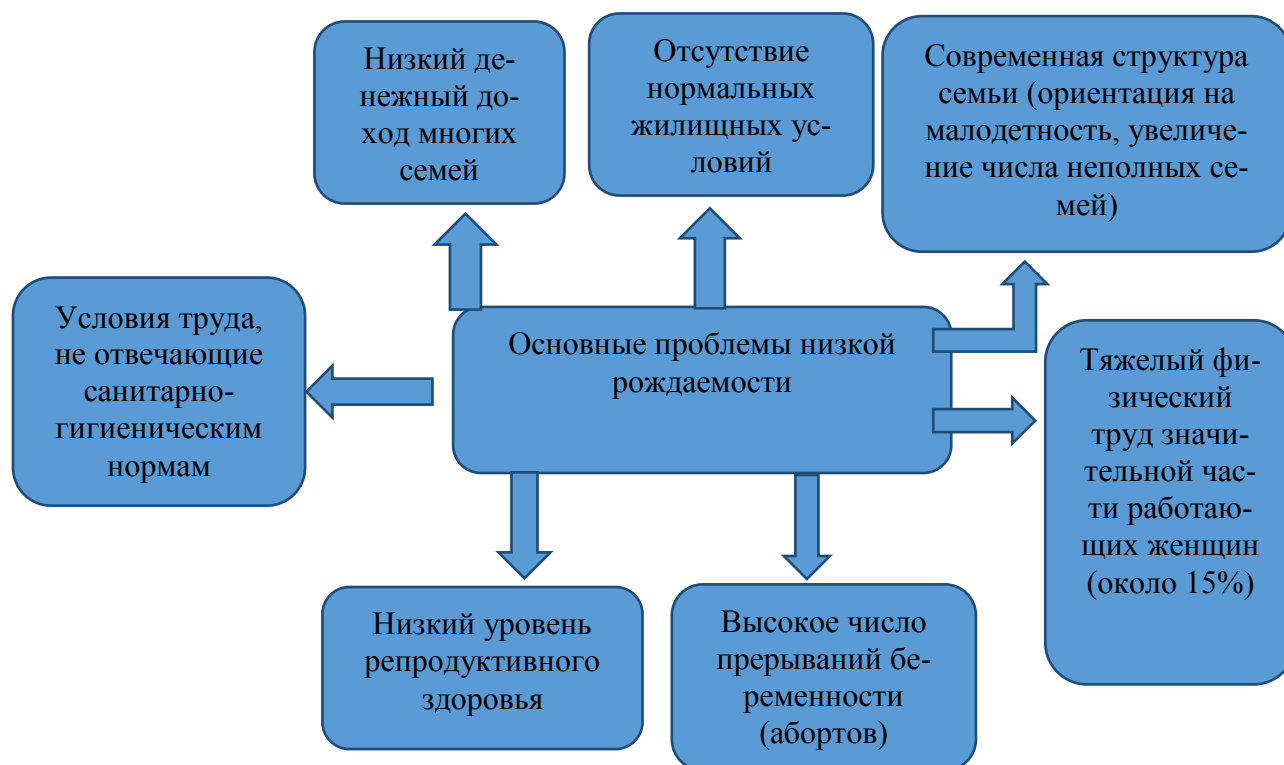 Низкий де-
нежный до-
ход многих
семей
Отсутствие
нормальных
жилищных ус-
ловий
Современная структура
семьи (ориентация на
малодетность, увеличе-
ние числа неполных се-
мей)
Условия труда,
не отвечающие
санитарно-
гигиеническим
нормам
Основные проблемы низкой
рождаемости
Тяжелый фи-
зический
труд значи-
тельной час-
ти работаю-
щих женщин
(около 15%)
Низкий уровень
репродуктивного
здоровья
Высокое число
прерываний бе-
ременности
(абортов)